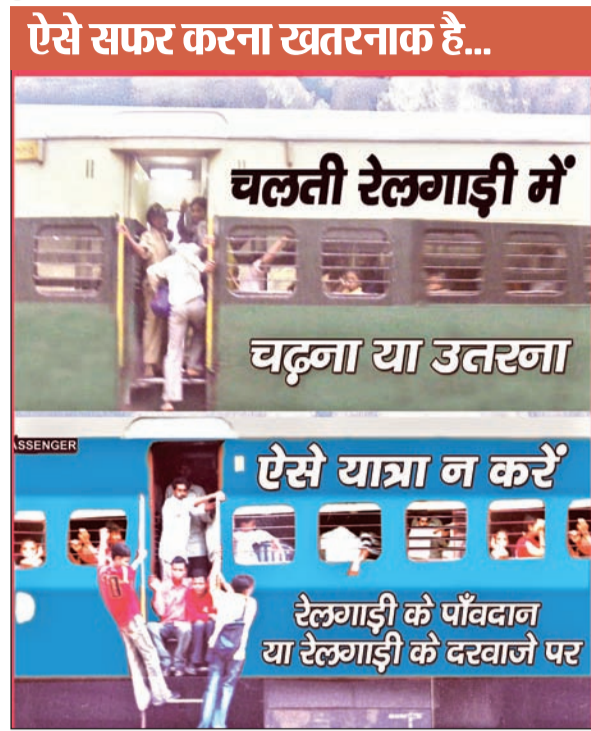 ऐसे सफर करना खतरनाक है...
चलती रेलगाड़ी में
चढ़ना या उतरना
ASSENGER
ऐसे यात्रा न करें
रेलगाड़ी के पाँवदान
या रेलगाड़ी के दरवाजे पर